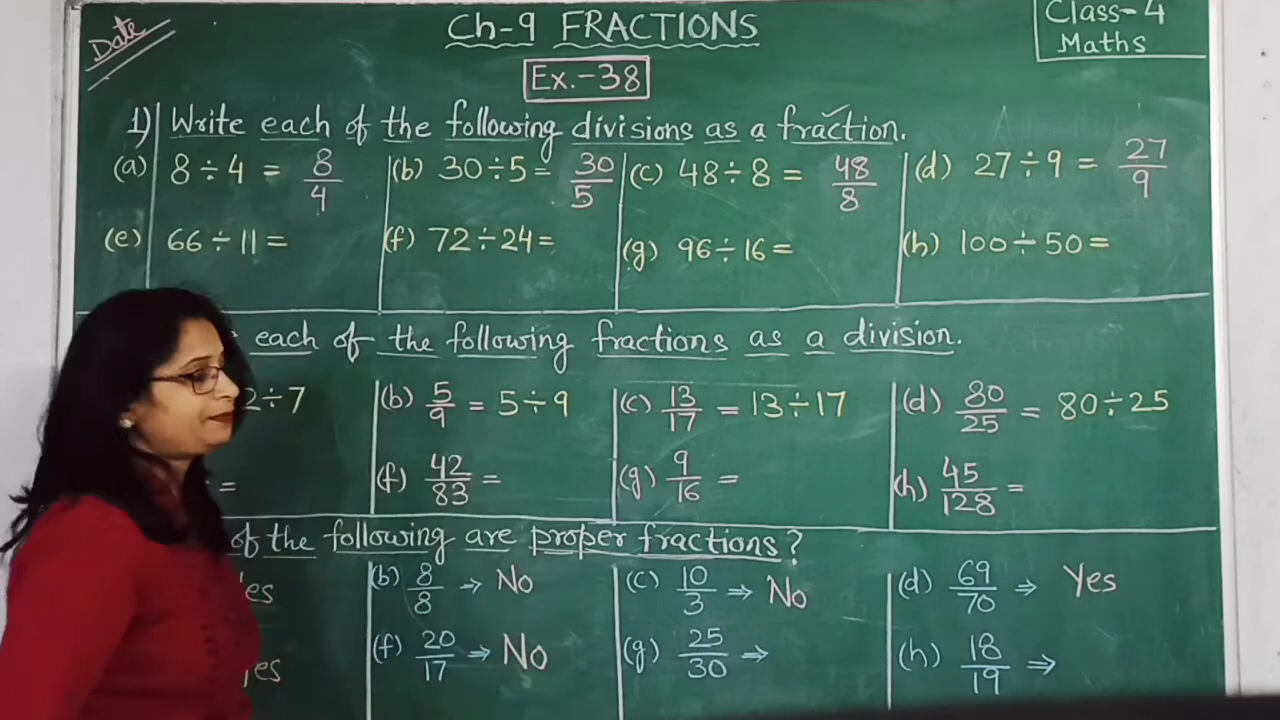 Date
Ch-9 FRACTIONS
Class-4
Maths
Ex.-38
1) Write each of the following divisions as a fraction.
(a) 8÷4 = 8/4 (b) 30÷5= 30/5 (c) 48÷8 = 48/8 (d) 27÷9 = 27/9
(e) 66÷11= (f) 72÷24= (g) 96÷16= (h) 100÷50=
each of the following fractions as a division.
2÷7 (b) 5/9 = 5÷9 (c) 13/17 = 13÷17 (d) 80/25 = 80÷25
= (f) 42/83 = (g) 9/16 = (h) 45/128 =
of the following are proper fractions?
es (b) 8/8 ⇒ No (c) 10/3 ⇒ No (d) 69/70 ⇒ Yes
es (f) 20/17 ⇒ No (g) 25/30 ⇒ (h) 18/19 ⇒